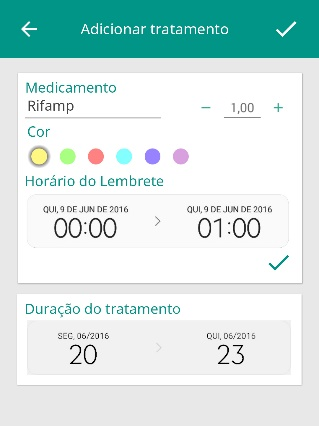 Adicionar tratamento
Medicamento
Rifamp
− 1,00 +
Cor
Horário do Lembrete
QUI, 9 DE JUN DE 2016 QUI, 9 DE JUN DE 2016
00:00 > 01:00
Duração do tratamento
SEG, 06/2016 QUI, 06/2016
20 > 23